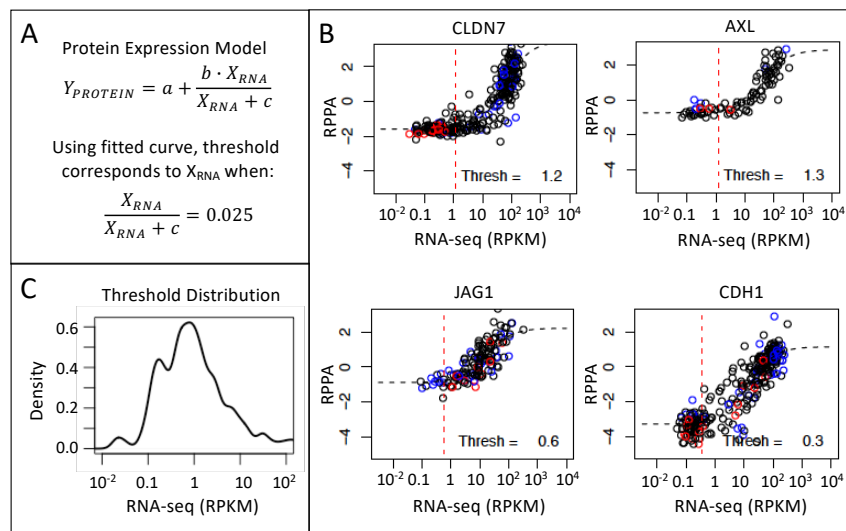 A
Protein Expression Model
Y_PROTEIN = a + b · X_RNA / X_RNA + c
Using fitted curve, threshold
corresponds to X_RNA when:
X_RNA / X_RNA + c = 0.025
B
CLDN7
RPPA
2
0
−2
−4
Thresh = 1.2
10^-2 0.1 1 10 10^2 10^3 10^4
RNA-seq (RPKM)
AXL
RPPA
2
0
−2
−4
Thresh = 1.3
10^-2 0.1 1 10 10^2 10^3 10^4
RNA-seq (RPKM)
C
Threshold Distribution
Density
0.6
0.4
0.2
0.0
10^-2 0.1 1 10 10^2
RNA-seq (RPKM)
JAG1
RPPA
2
0
−2
−4
Thresh = 0.6
10^-2 0.1 1 10 10^2 10^3 10^4
RNA-seq (RPKM)
CDH1
RPPA
2
0
−2
−4
Thresh = 0.3
10^-2 0.1 1 10 10^2 10^3 10^4
RNA-seq (RPKM)